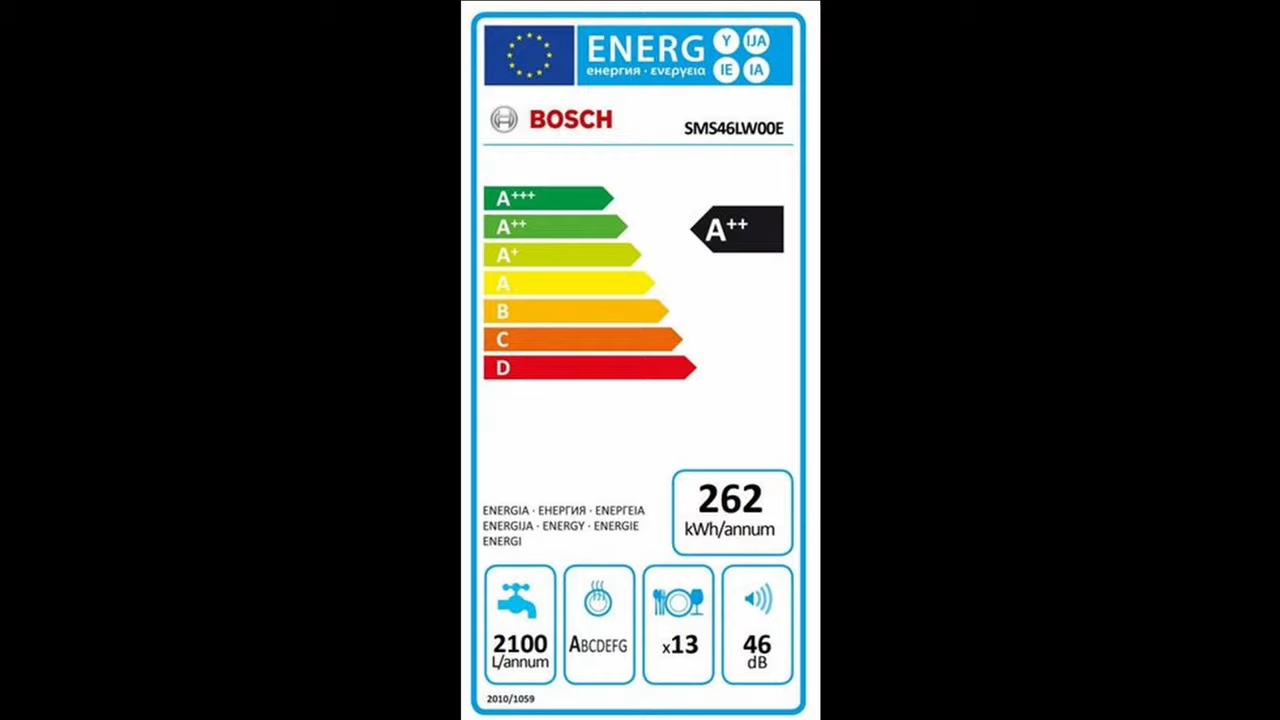 ENERG Y IJA
енергия · ενεργεια IE IA
BOSCH SMS46LW00E
A+++
A++
A++
A+
A
B
C
D
262
kWh/annum
ENERGIA · ЕНЕРГИЯ · ΕΝΕΡΓΕΙΑ
ENERGIJA · ENERGY · ENERGIE
ENERGI
2100
L/annum
ABCDEFG
x13
46
dB
2010/1059